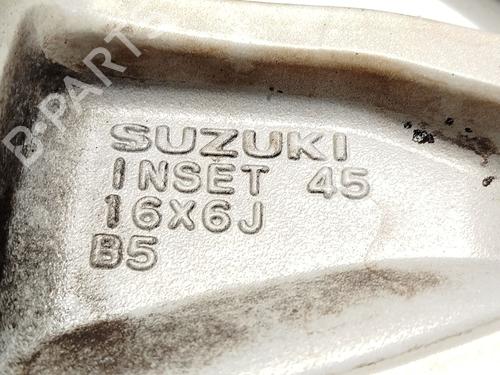 SUZUKI
INSET 45
16X6J
B5
B-PARTS